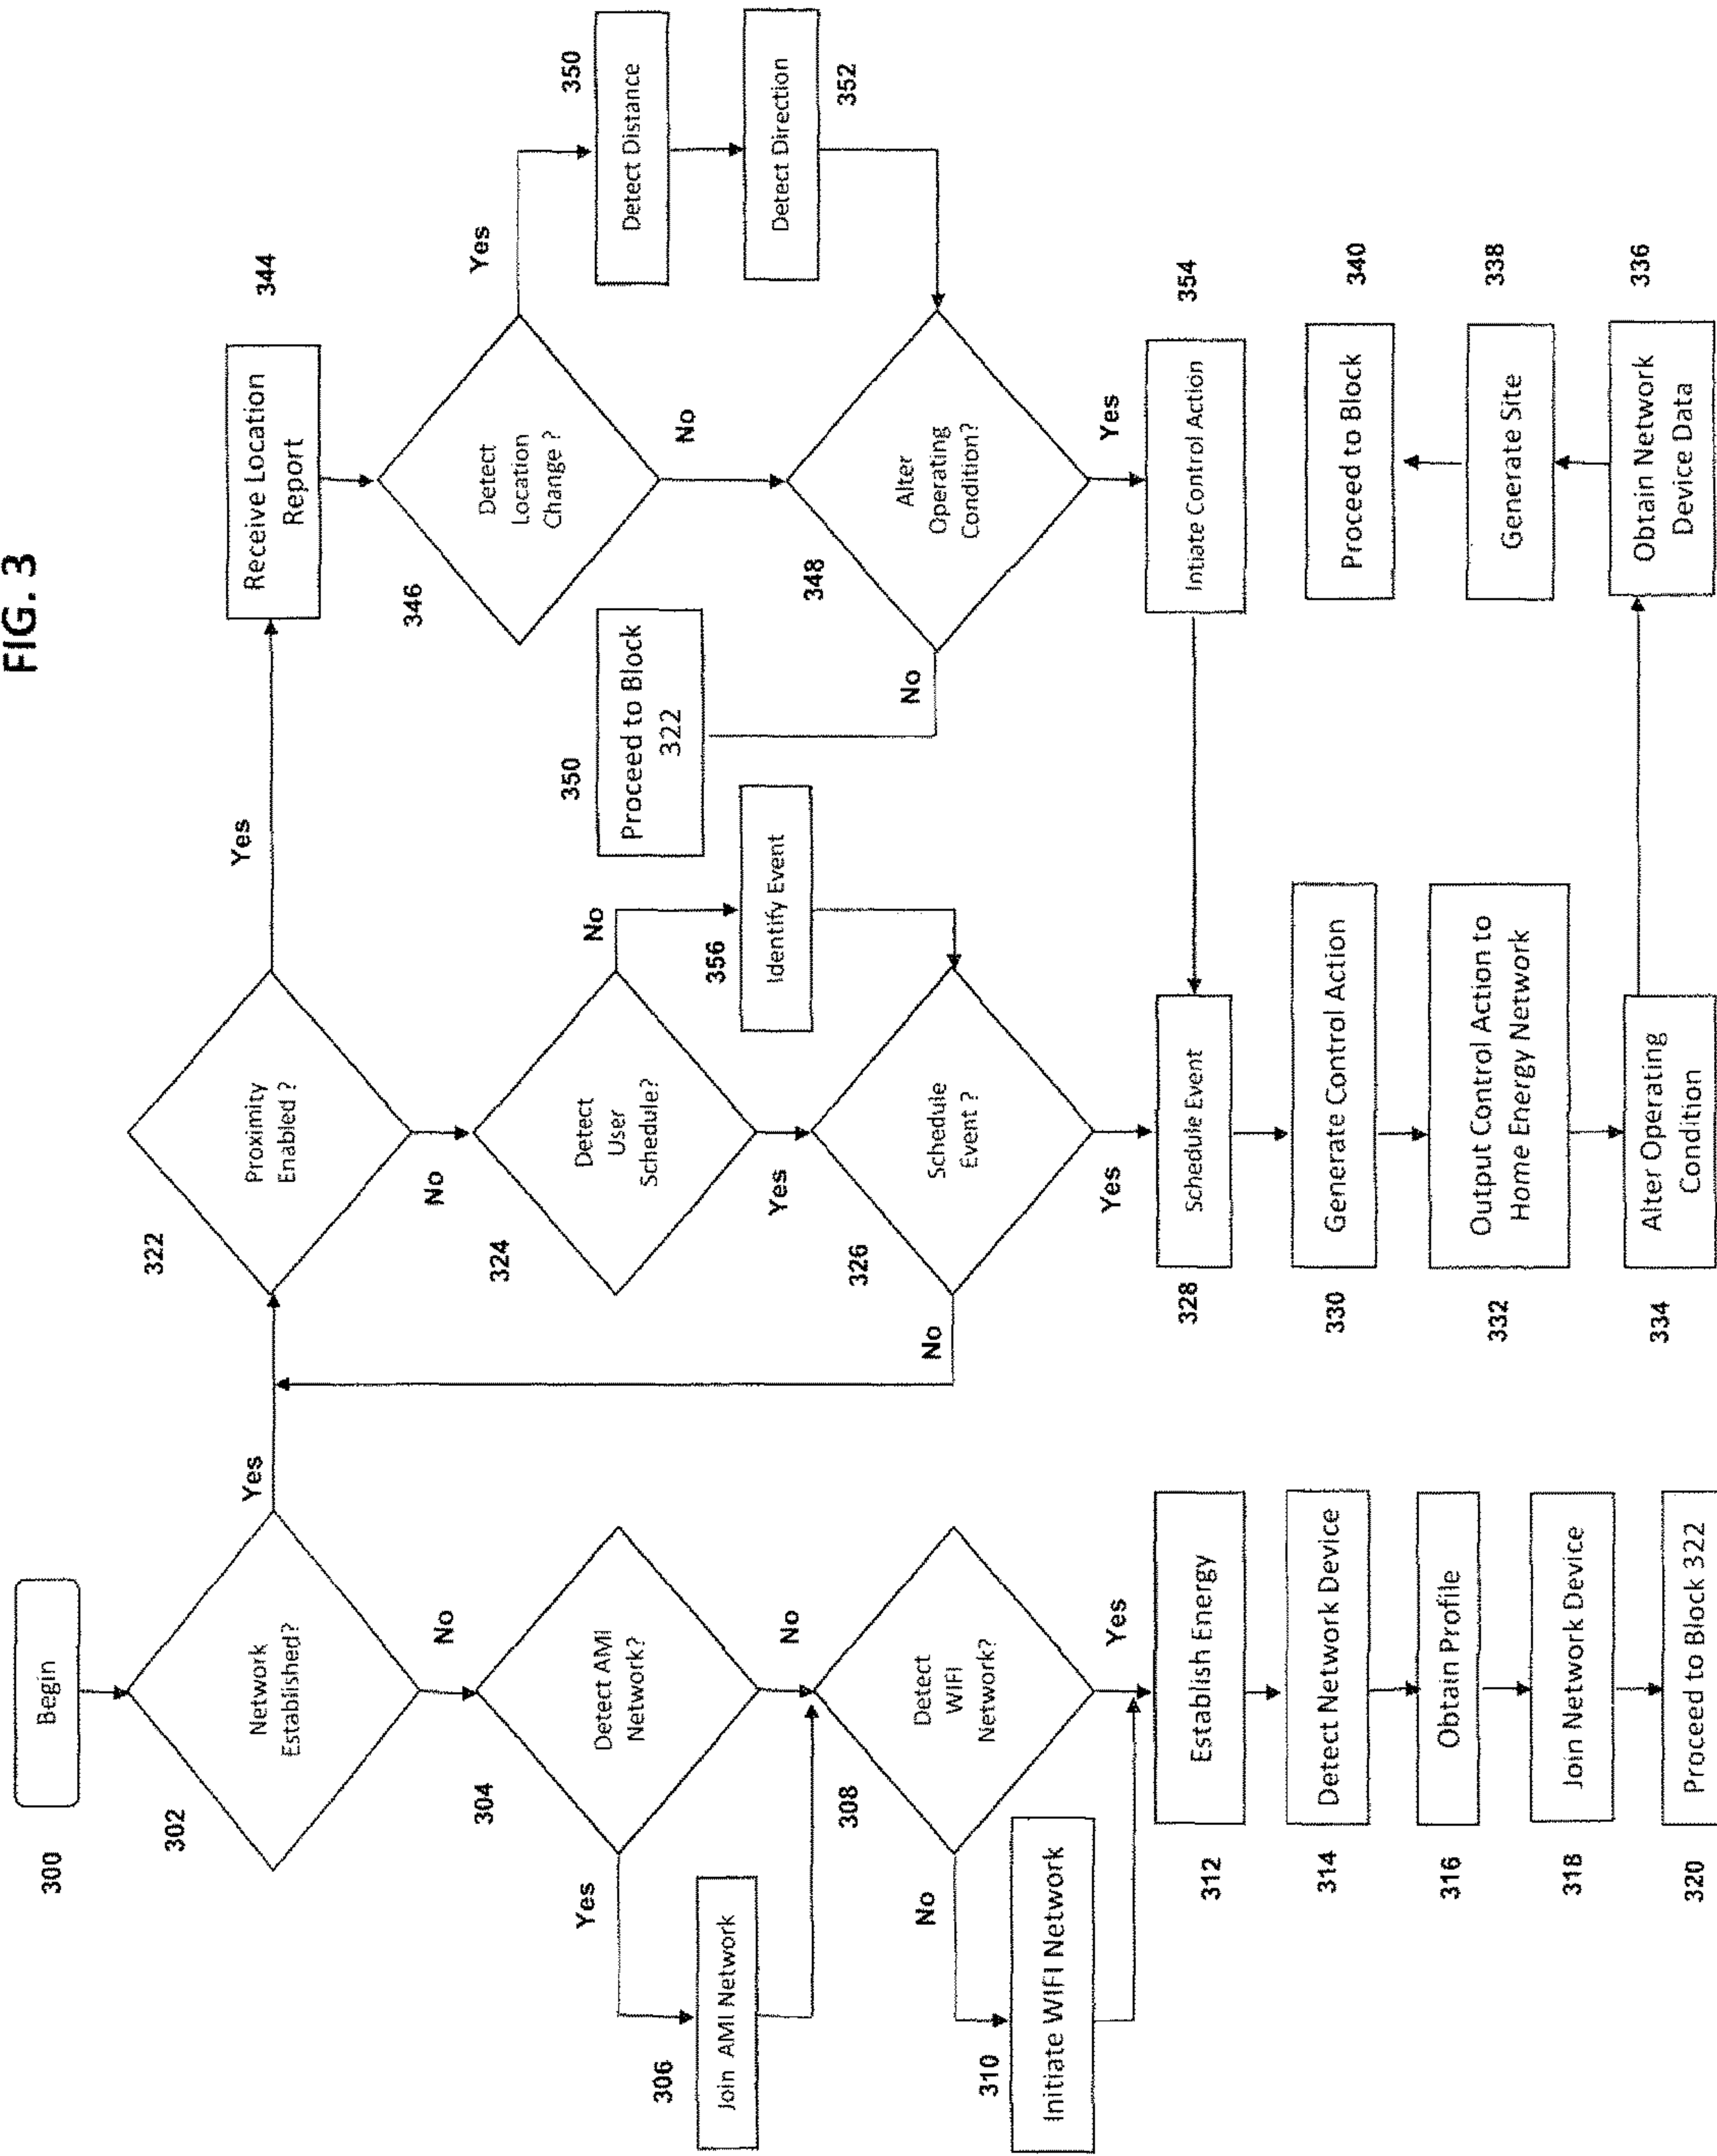 FIG. 3
300
Begin
302
Network
Established?
Yes
No
304
Detect AMI
Network?
Yes
No
306
Join AMI Network
308
Detect
WIFI
Network?
No
Yes
310
Initiate WIFI Network
312
Establish Energy
314
Detect Network Device
316
Obtain Profile
318
Join Network Device
320
Proceed to Block 322
322
Proximity
Enabled ?
Yes
No
324
Detect
User
Schedule?
No
Yes
356
Identify Event
326
Schedule
Event ?
No
Yes
328
Schedule Event
330
Generate Control Action
332
Output Control Action to
Home Energy Network
334
Alter Operating
Condition
344
Receive Location
Report
346
Detect
Location
Change ?
Yes
No
350
Detect Distance
352
Detect Direction
348
Alter
Operating
Condition?
No
Yes
350
Proceed to Block
322
354
Intiate Control Action
340
Proceed to Block
338
Generate Site
336
Obtain Network
Device Data